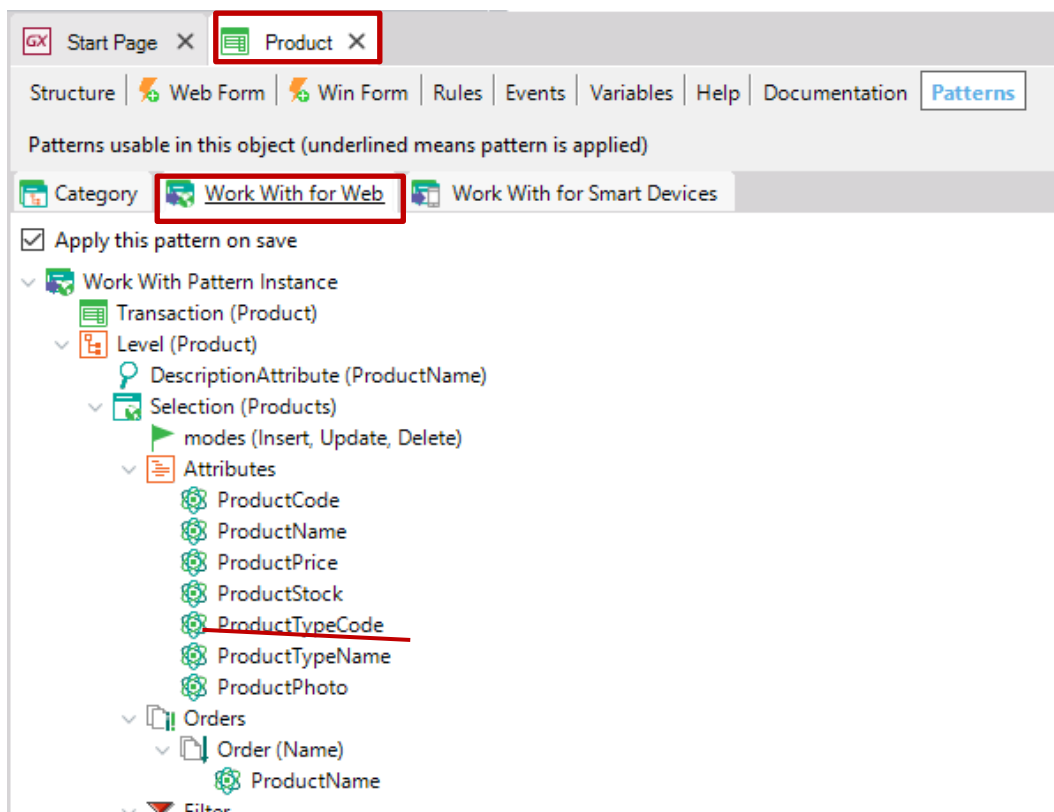 GX Start Page Product
Structure Web Form Win Form Rules Events Variables Help Documentation Patterns
Patterns usable in this object (underlined means pattern is applied)
Category Work With for Web Work With for Smart Devices
Apply this pattern on save
Work With Pattern Instance
Transaction (Product)
Level (Product)
DescriptionAttribute (ProductName)
Selection (Products)
modes (Insert, Update, Delete)
Attributes
ProductCode
ProductName
ProductPrice
ProductStock
ProductTypeCode
ProductTypeName
ProductPhoto
Orders
Order (Name)
ProductName
Filter